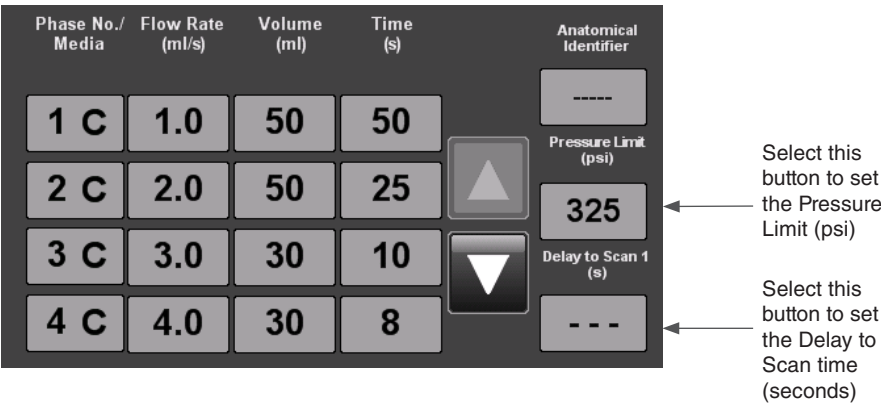 Phase No./ Media
Flow Rate (ml/s)
Volume (ml)
Time (s)
1 C 1.0 50 50
2 C 2.0 50 25
3 C 3.0 30 10
4 C 4.0 30 8
Anatomical
Identifier
-----
Pressure Limit
(psi)
325
Delay to Scan 1
(s)
- - -
Select this
button to set
the Pressure
Limit (psi)
Select this
button to set
the Delay to
Scan time
(seconds)